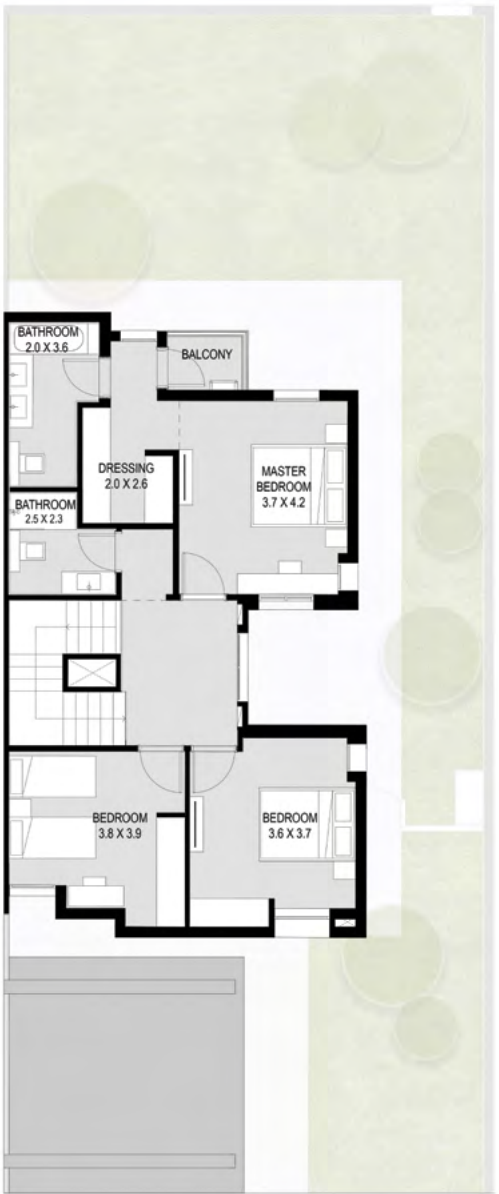 BATHROOM
2.0 X 3.6
BALCONY
DRESSING
2.0 X 2.6
MASTER
BEDROOM
3.7 X 4.2
BATHROOM
2.5 X 2.3
BEDROOM
3.8 X 3.9
BEDROOM
3.6 X 3.7